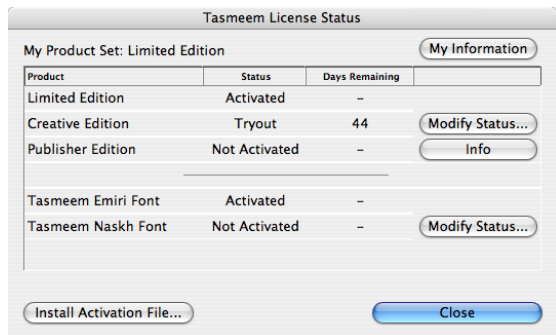 Tasmeem License Status
My Product Set: Limited Edition My Information
Product Status Days Remaining
Limited Edition Activated –
Creative Edition Tryout 44 Modify Status...
Publisher Edition Not Activated – Info
Tasmeem Emiri Font Activated –
Tasmeem Naskh Font Not Activated – Modify Status...
Install Activation File... Close